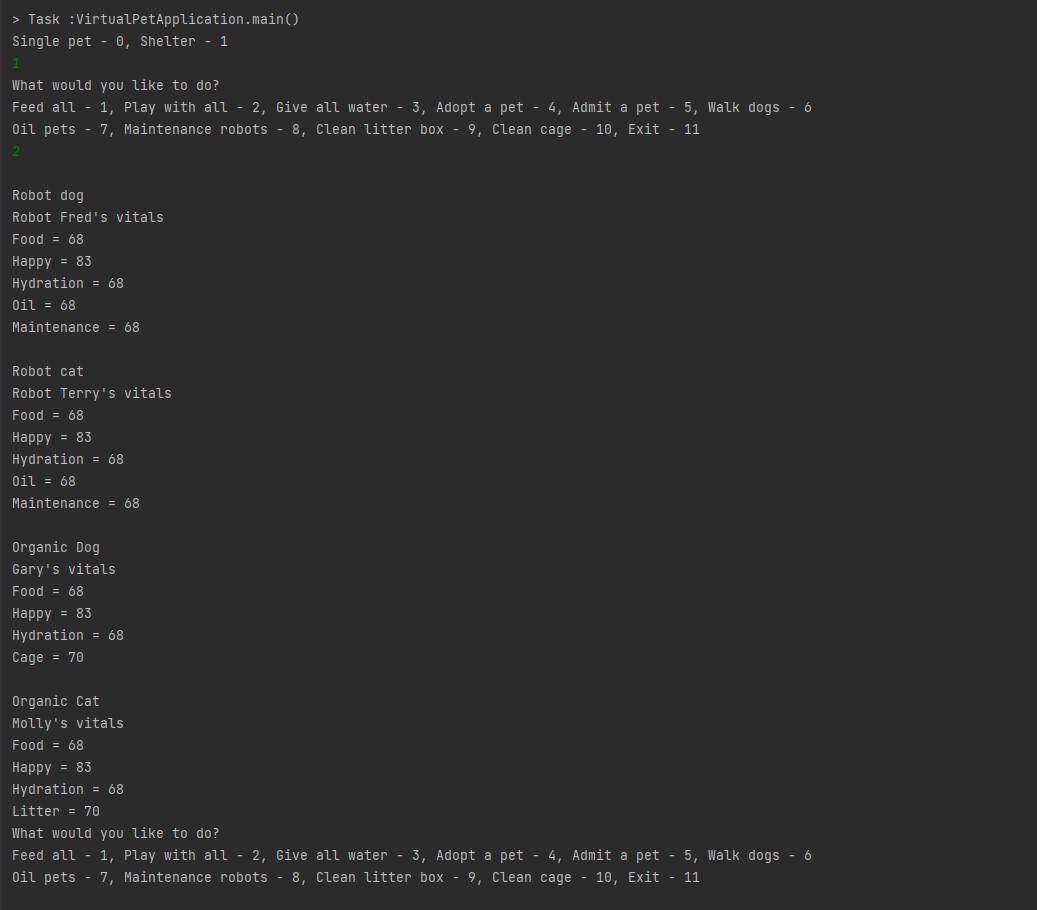 > Task :VirtualPetApplication.main()
Single pet - 0, Shelter - 1
1
What would you like to do?
Feed all - 1, Play with all - 2, Give all water - 3, Adopt a pet - 4, Admit a pet - 5, Walk dogs - 6
Oil pets - 7, Maintenance robots - 8, Clean litter box - 9, Clean cage - 10, Exit - 11
2
Robot dog
Robot Fred's vitals
Food = 68
Happy = 83
Hydration = 68
Oil = 68
Maintenance = 68
Robot cat
Robot Terry's vitals
Food = 68
Happy = 83
Hydration = 68
Oil = 68
Maintenance = 68
Organic Dog
Gary's vitals
Food = 68
Happy = 83
Hydration = 68
Cage = 70
Organic Cat
Molly's vitals
Food = 68
Happy = 83
Hydration = 68
Litter = 70
What would you like to do?
Feed all - 1, Play with all - 2, Give all water - 3, Adopt a pet - 4, Admit a pet - 5, Walk dogs - 6
Oil pets - 7, Maintenance robots - 8, Clean litter box - 9, Clean cage - 10, Exit - 11